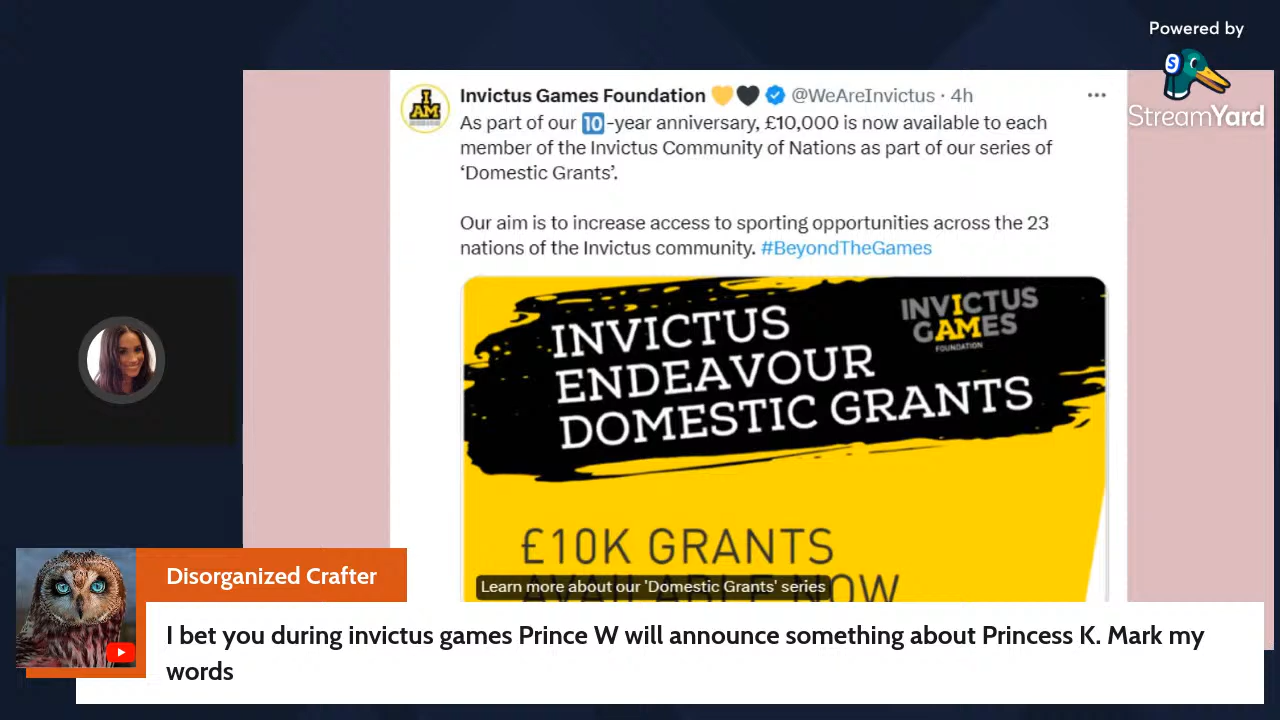 Powered by
StreamYard
I AM
Invictus Games Foundation 💛🖤 @WeAreInvictus · 4h
As part of our 🔟-year anniversary, £10,000 is now available to each
member of the Invictus Community of Nations as part of our series of
‘Domestic Grants’.
Our aim is to increase access to sporting opportunities across the 23
nations of the Invictus community. #BeyondTheGames
INVICTUS
GAMES
FOUNDATION
INVICTUS
ENDEAVOUR
DOMESTIC GRANTS
£10K GRANTS
AVAILABLE NOW
Learn more about our 'Domestic Grants' series
Disorganized Crafter
I bet you during invictus games Prince W will announce something about Princess K. Mark my
words